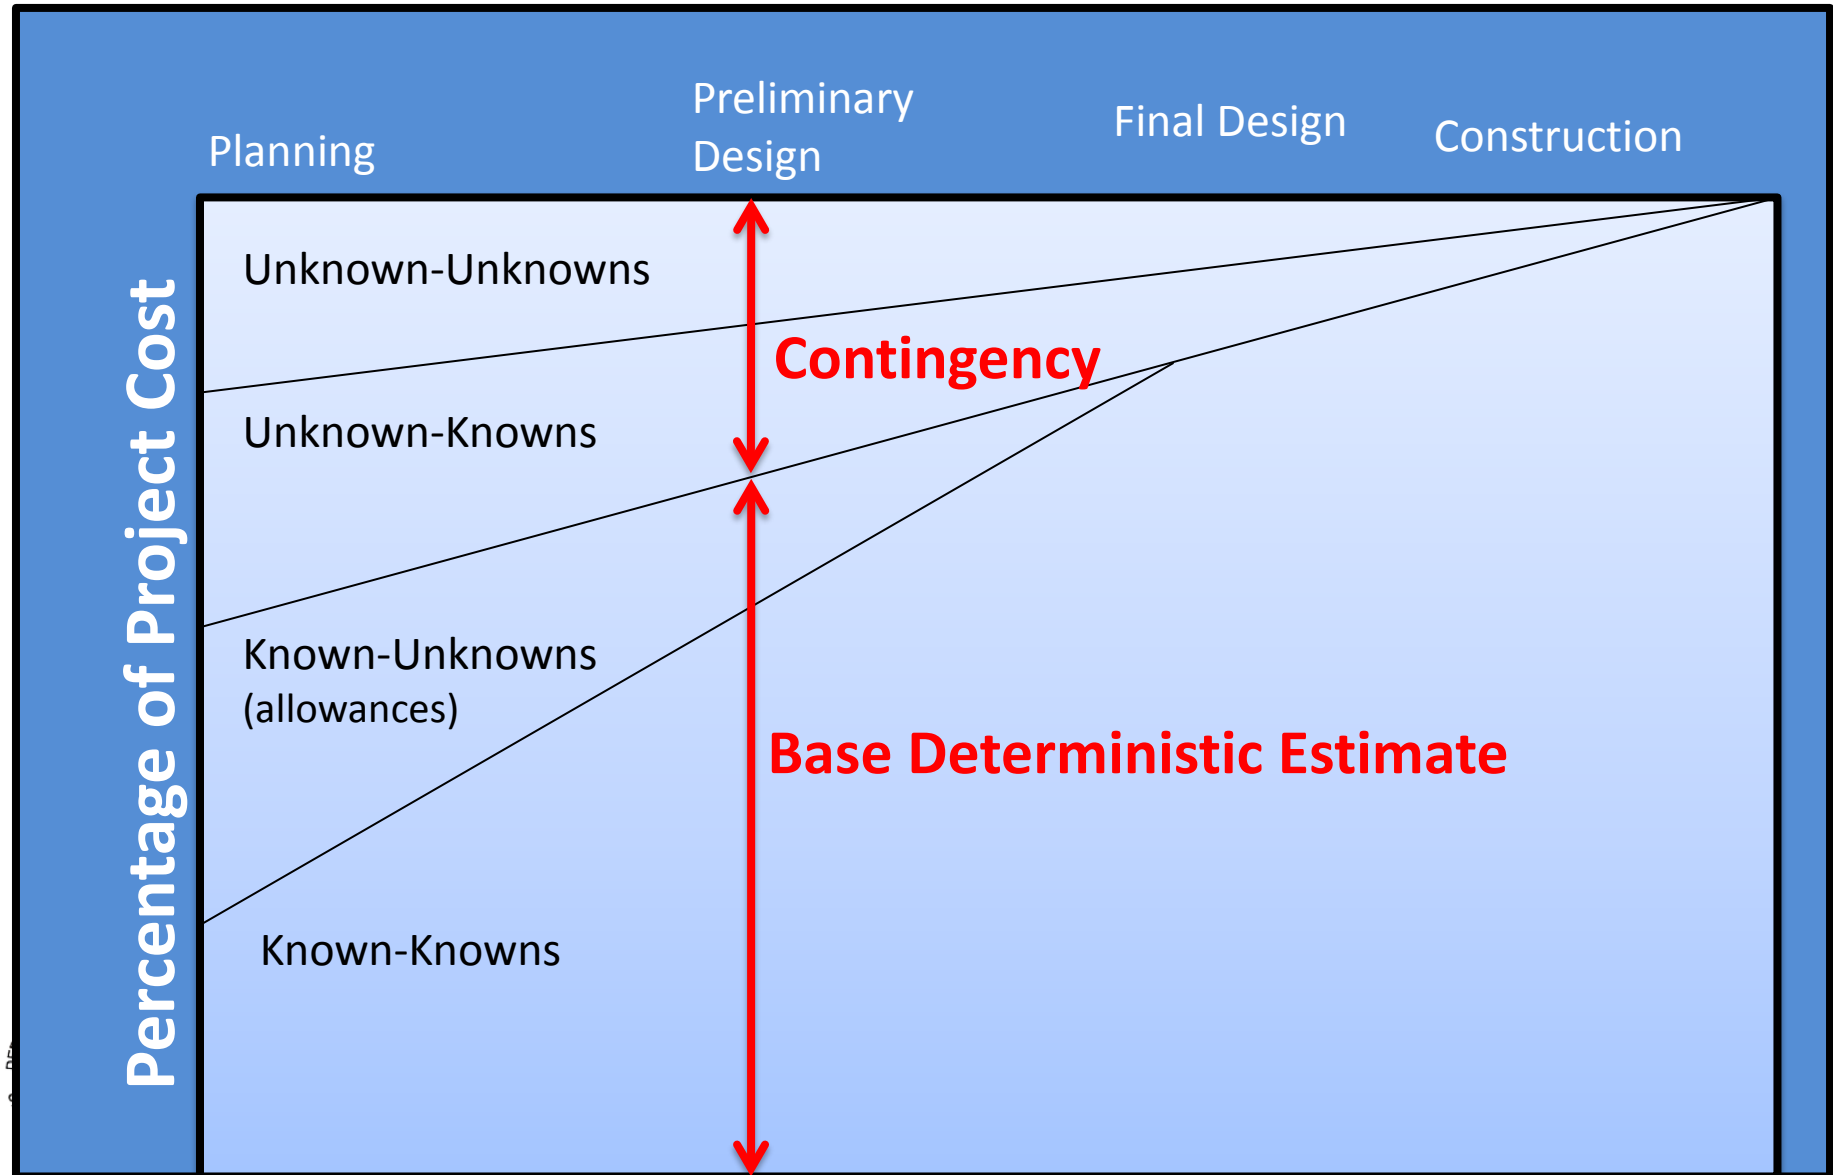 Planning
Preliminary
Design
Final Design
Construction
Percentage of Project Cost
Unknown-Unknowns
Contingency
Unknown-Knowns
Known-Unknowns
(allowances)
Base Deterministic Estimate
Known-Knowns